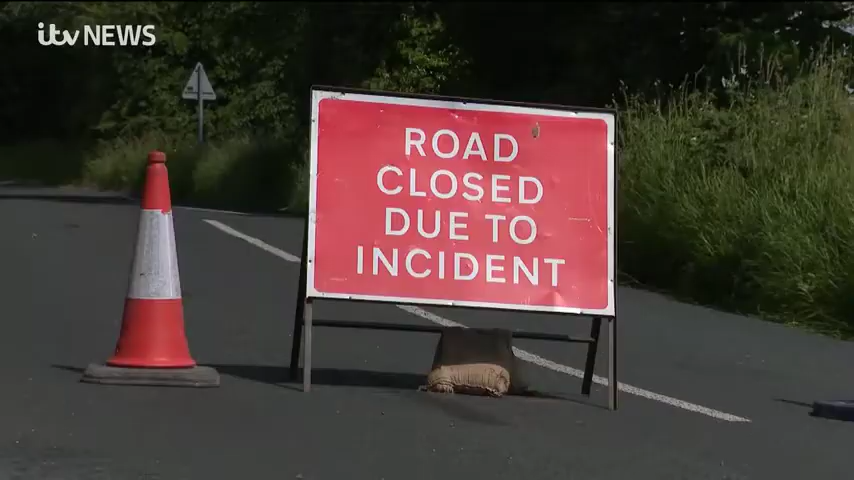 itv NEWS
ROAD
CLOSED
DUE TO
INCIDENT